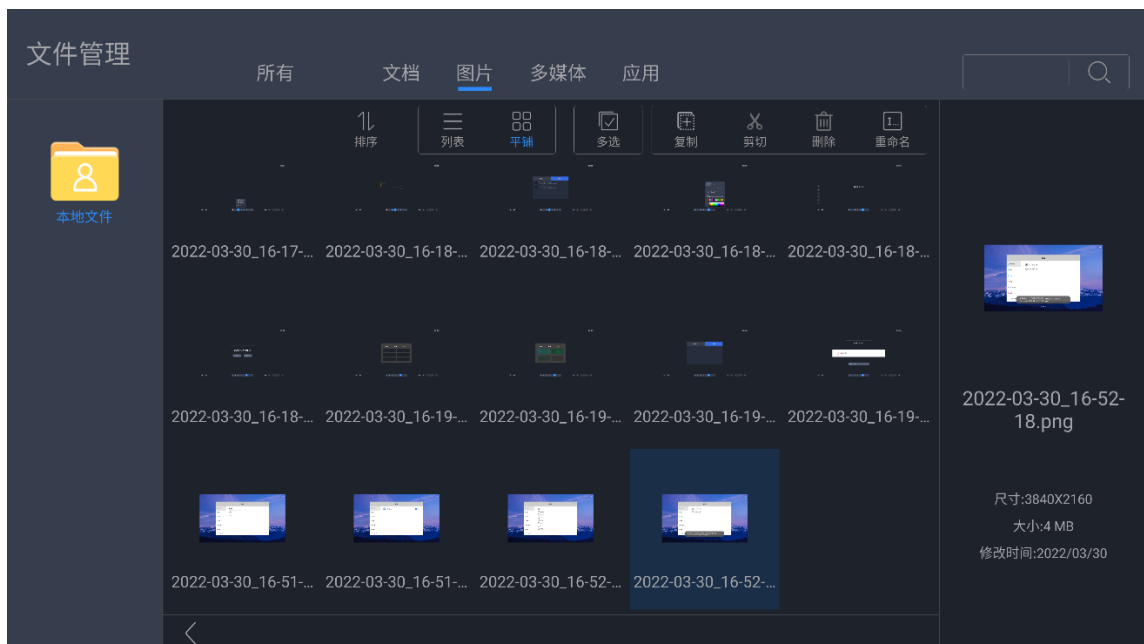 文件管理
所有 文档 图片 多媒体 应用
排序 列表 平铺 多选 复制 剪切 删除 重命名
本地文件
2022-03-30_16-17-... 2022-03-30_16-18-... 2022-03-30_16-18-... 2022-03-30_16-18-... 2022-03-30_16-18-...
2022-03-30_16-18-... 2022-03-30_16-19-... 2022-03-30_16-19-... 2022-03-30_16-19-... 2022-03-30_16-19-...
2022-03-30_16-51-... 2022-03-30_16-51-... 2022-03-30_16-52-... 2022-03-30_16-52-...
2022-03-30_16-52-
18.png
尺寸:3840X2160
大小:4 MB
修改时间:2022/03/30